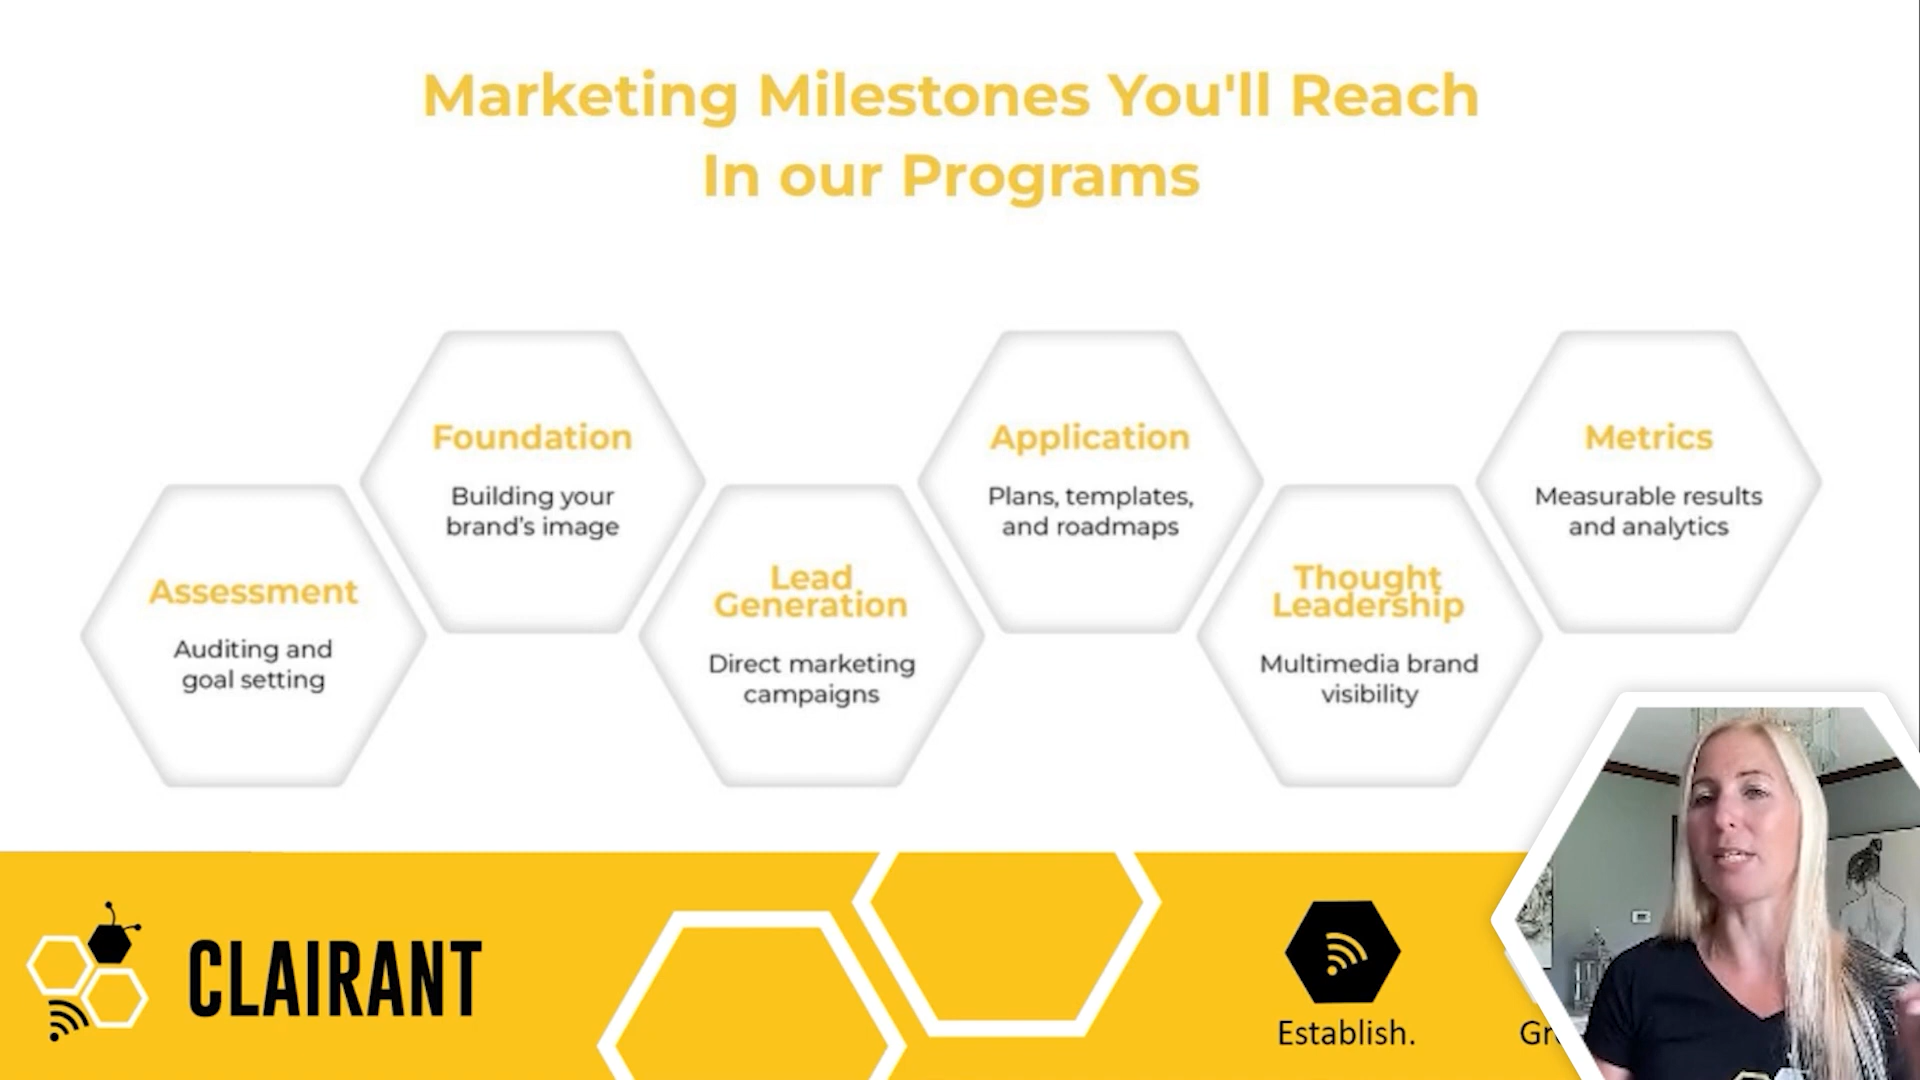 Marketing Milestones You'll Reach
In our Programs
Assessment
Auditing and
goal setting
Foundation
Building your
brand's image
Lead
Generation
Direct marketing
campaigns
Application
Plans, templates,
and roadmaps
Thought
Leadership
Multimedia brand
visibility
Metrics
Measurable results
and analytics
CLAIRANT
Establish.